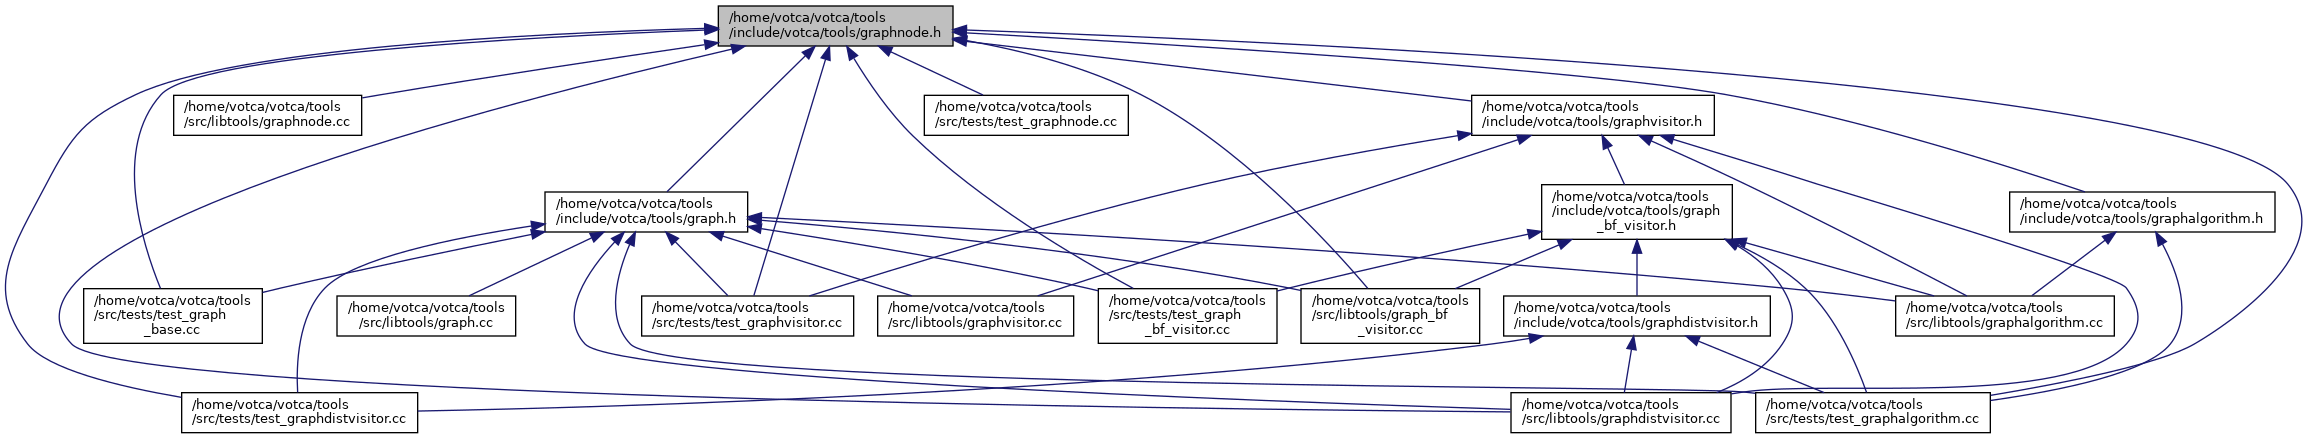 /home/votca/votca/tools
/include/votca/tools/graphnode.h
/home/votca/votca/tools
/src/libtools/graphnode.cc
/home/votca/votca/tools
/src/tests/test_graphnode.cc
/home/votca/votca/tools
/include/votca/tools/graphvisitor.h
/home/votca/votca/tools
/include/votca/tools/graph.h
/home/votca/votca/tools
/include/votca/tools/graph
_bf_visitor.h
/home/votca/votca/tools
/include/votca/tools/graphalgorithm.h
/home/votca/votca/tools
/src/tests/test_graph
_base.cc
/home/votca/votca/tools
/src/libtools/graph.cc
/home/votca/votca/tools
/src/tests/test_graphvisitor.cc
/home/votca/votca/tools
/src/libtools/graphvisitor.cc
/home/votca/votca/tools
/src/tests/test_graph
_bf_visitor.cc
/home/votca/votca/tools
/src/libtools/graph_bf
_visitor.cc
/home/votca/votca/tools
/include/votca/tools/graphdistvisitor.h
/home/votca/votca/tools
/src/libtools/graphalgorithm.cc
/home/votca/votca/tools
/src/tests/test_graphdistvisitor.cc
/home/votca/votca/tools
/src/libtools/graphdistvisitor.cc
/home/votca/votca/tools
/src/tests/test_graphalgorithm.cc